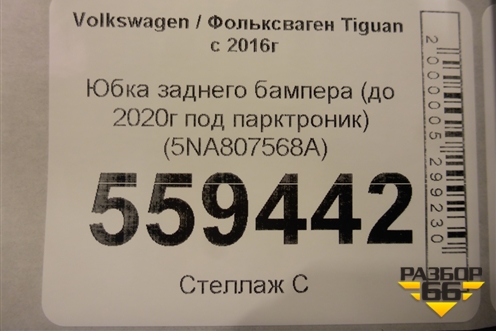 Volkswagen / Фольксваген Tiguan
с 2016г
Юбка заднего бампера (до
2020г под парктроник)
(5NA807568A)
559442
Стеллаж С
2000005299230
РАЗБОР
66